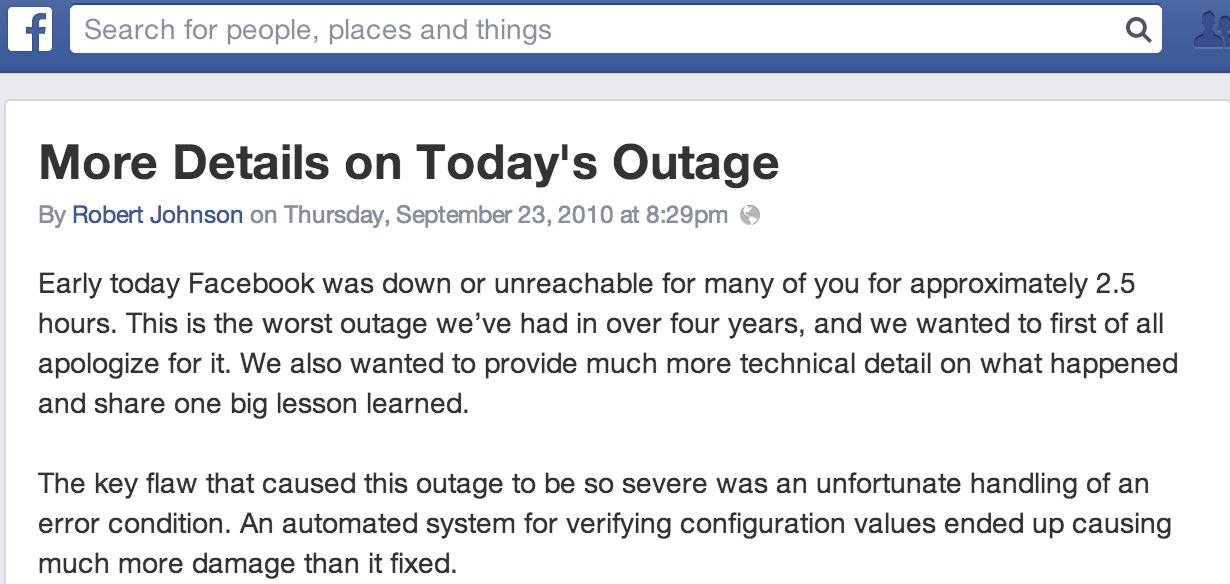 Search for people, places and things
More Details on Today's Outage
By Robert Johnson on Thursday, September 23, 2010 at 8:29pm
Early today Facebook was down or unreachable for many of you for approximately 2.5
hours. This is the worst outage we’ve had in over four years, and we wanted to first of all
apologize for it. We also wanted to provide much more technical detail on what happened
and share one big lesson learned.
The key flaw that caused this outage to be so severe was an unfortunate handling of an
error condition. An automated system for verifying configuration values ended up causing
much more damage than it fixed.